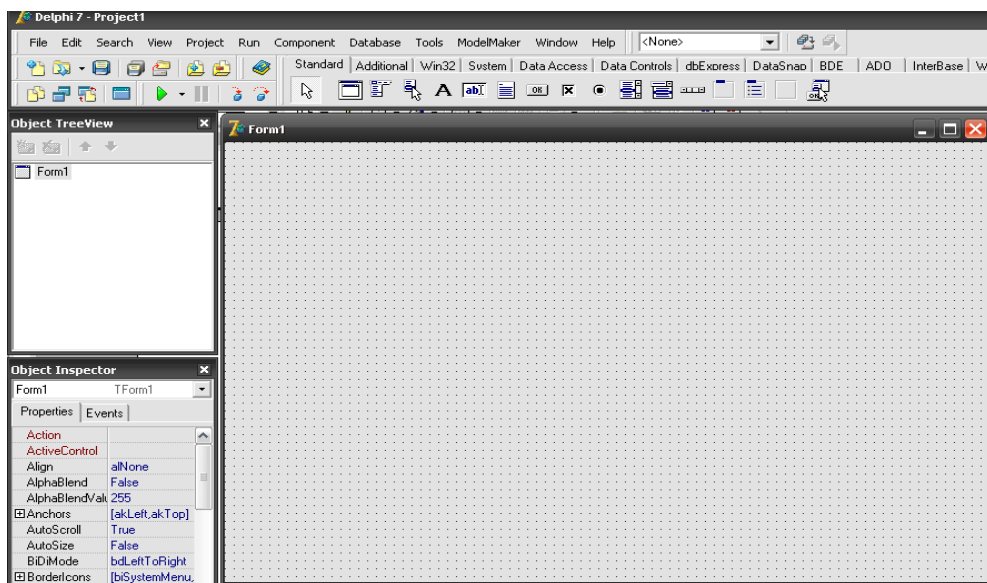 Delphi 7 - Project1
File Edit Search View Project Run Component Database Tools ModelMaker Window Help <None>
Standard Additional Win32 System Data Access Data Controls dbExpress DataSnap BDE ADO InterBase W
A abI OK
OK
Object TreeView
Form1
Form1
Object Inspector
Form1 TForm1
Properties Events
Action
ActiveControl
Align alNone
AlphaBlend False
AlphaBlendValu 255
Anchors [akLeft,akTop]
AutoScroll True
AutoSize False
BiDiMode bdLeftToRight
BorderIcons [biSystemMenu,